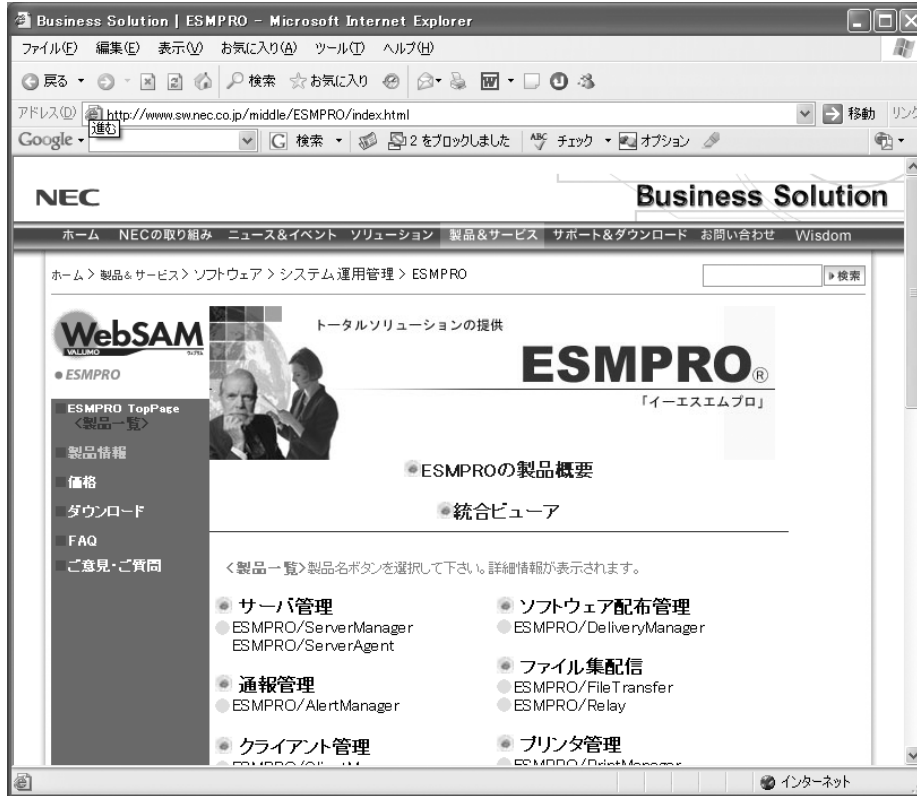 Business Solution | ESMPRO - Microsoft Internet Explorer
ファイル(F) 編集(E) 表示(V) お気に入り(A) ツール(T) ヘルプ(H)
戻る 検索 お気に入り
アドレス(D) http://www.sw.nec.co.jp/middle/ESMPRO/index.html 移動 リンク
進む
Google 検索 2 をブロックしました ABC チェック オプション
NEC Business Solution
ホーム NECの取り組み ニュース&イベント ソリューション 製品&サービス サポート&ダウンロード お問い合わせ Wisdom
ホーム > 製品&サービス > ソフトウェア > システム運用管理 > ESMPRO 検索
WebSAM
VALUMO
ESMPRO
トータルソリューションの提供
ESMPRO®
「イーエスエムプロ」
ESMPRO TopPage
<製品一覧>
製品情報
価格
ダウンロード
FAQ
ご意見・ご質問
ESMPROの製品概要
統合ビューア
<製品一覧>製品名ボタンを選択して下さい。詳細情報が表示されます。
サーバ管理
ESMPRO/ServerManager
ESMPRO/ServerAgent
通報管理
ESMPRO/AlertManager
クライアント管理
ソフトウェア配布管理
ESMPRO/DeliveryManager
ファイル集配信
ESMPRO/FileTransfer
ESMPRO/Relay
プリンタ管理
ESMPRO/PrintManager
インターネット